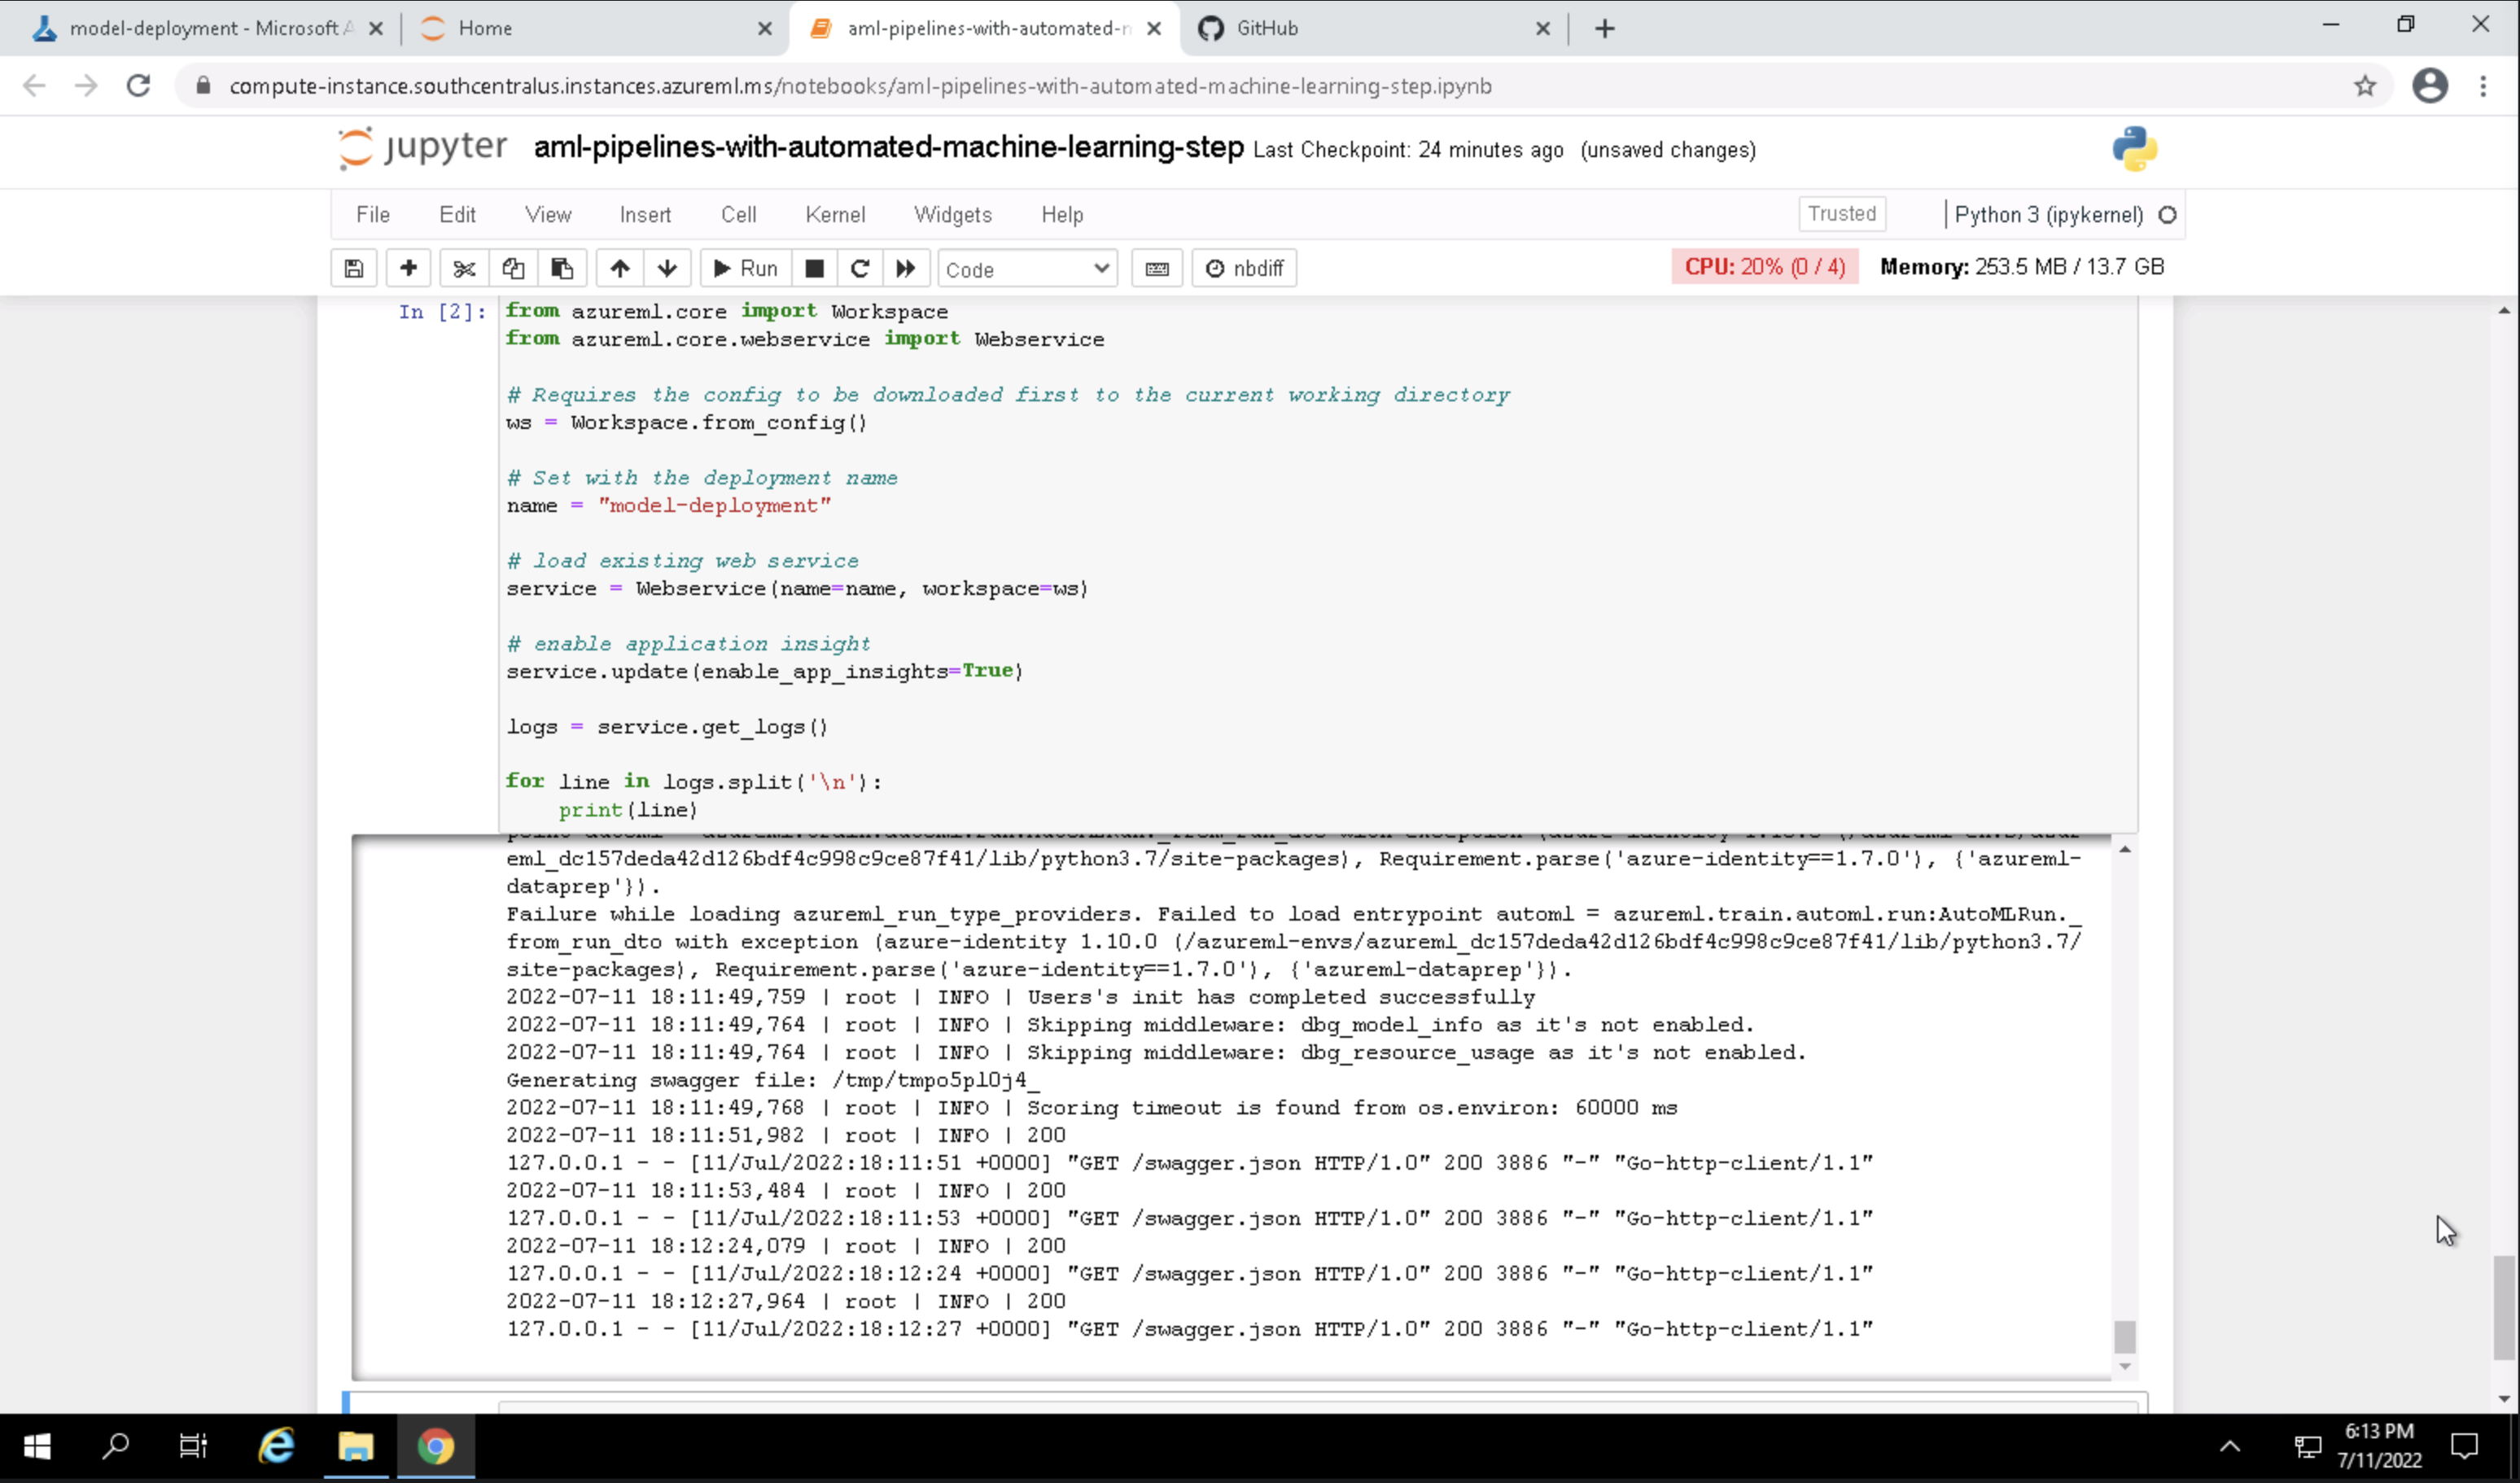 model-deployment - Microsoft A
Home
aml-pipelines-with-automated-m
GitHub
compute-instance.southcentralus.instances.azureml.ms/notebooks/aml-pipelines-with-automated-machine-learning-step.ipynb
jupyter aml-pipelines-with-automated-machine-learning-step Last Checkpoint: 24 minutes ago (unsaved changes)
File Edit View Insert Cell Kernel Widgets Help Trusted Python 3 (ipykernel)
Run Code nbdiff CPU: 20% (0 / 4) Memory: 253.5 MB / 13.7 GB
In [2]: from azureml.core import Workspace
from azureml.core.webservice import Webservice
# Requires the config to be downloaded first to the current working directory
ws = Workspace.from_config()
# Set with the deployment name
name = "model-deployment"
# load existing web service
service = Webservice(name=name, workspace=ws)
# enable application insight
service.update(enable_app_insights=True)
logs = service.get_logs()
for line in logs.split('\n'):
    print(line)
eml_dc157deda42d126bdf4c998c9ce87f41/lib/python3.7/site-packages), Requirement.parse('azure-identity==1.7.0'), {'azureml-
dataprep'}).
Failure while loading azureml_run_type_providers. Failed to load entrypoint automl = azureml.train.automl.run:AutoMLRun._
from_run_dto with exception (azure-identity 1.10.0 (/azureml-envs/azureml_dc157deda42d126bdf4c998c9ce87f41/lib/python3.7/
site-packages), Requirement.parse('azure-identity==1.7.0'), {'azureml-dataprep'}).
2022-07-11 18:11:49,759 | root | INFO | Users's init has completed successfully
2022-07-11 18:11:49,764 | root | INFO | Skipping middleware: dbg_model_info as it's not enabled.
2022-07-11 18:11:49,764 | root | INFO | Skipping middleware: dbg_resource_usage as it's not enabled.
Generating swagger file: /tmp/tmpo5pl0j4_
2022-07-11 18:11:49,768 | root | INFO | Scoring timeout is found from os.environ: 60000 ms
2022-07-11 18:11:51,982 | root | INFO | 200
127.0.0.1 - - [11/Jul/2022:18:11:51 +0000] "GET /swagger.json HTTP/1.0" 200 3886 "-" "Go-http-client/1.1"
2022-07-11 18:11:53,484 | root | INFO | 200
127.0.0.1 - - [11/Jul/2022:18:11:53 +0000] "GET /swagger.json HTTP/1.0" 200 3886 "-" "Go-http-client/1.1"
2022-07-11 18:12:24,079 | root | INFO | 200
127.0.0.1 - - [11/Jul/2022:18:12:24 +0000] "GET /swagger.json HTTP/1.0" 200 3886 "-" "Go-http-client/1.1"
2022-07-11 18:12:27,964 | root | INFO | 200
127.0.0.1 - - [11/Jul/2022:18:12:27 +0000] "GET /swagger.json HTTP/1.0" 200 3886 "-" "Go-http-client/1.1"
6:13 PM
7/11/2022